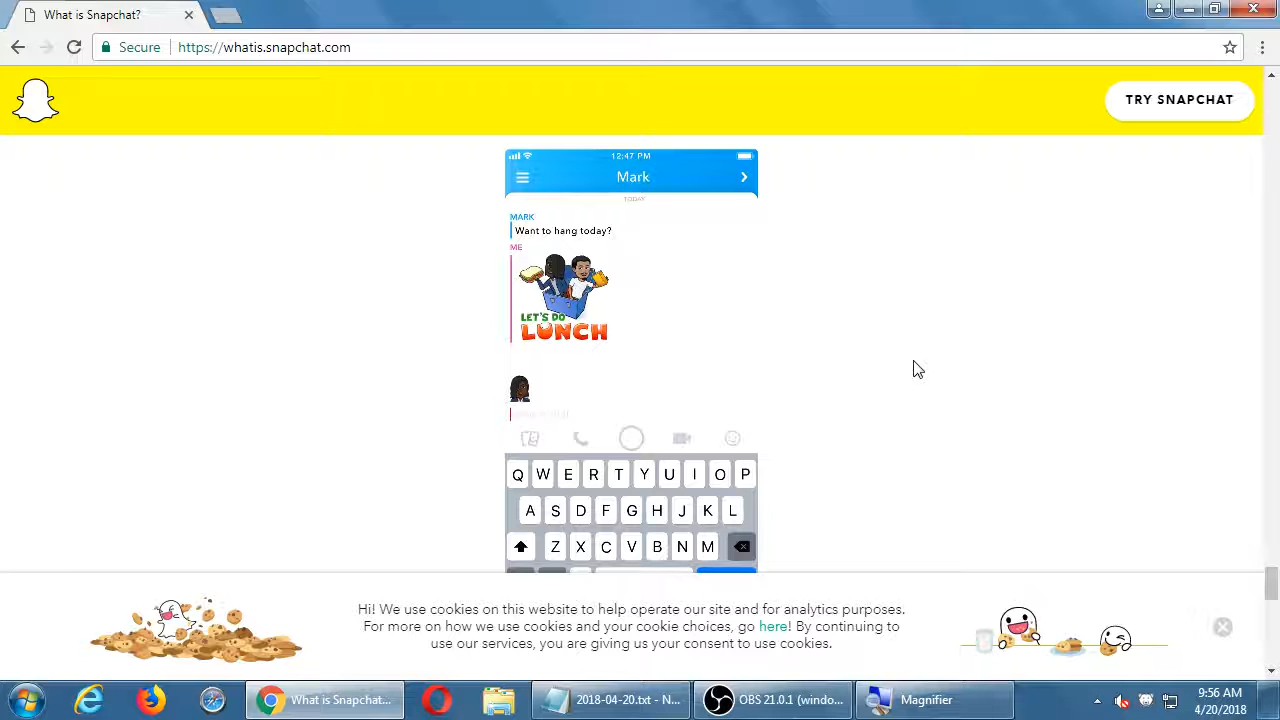 What is Snapchat?
Secure
https://whatis.snapchat.com
TRY SNAPCHAT
12:47 PM
Mark
TODAY
MARK
Want to hang today?
ME
LET'S DO
LUNCH
Q W E R T Y U I O P
A S D F G H J K L
Z X C V B N M
Hi! We use cookies on this website to help operate our site and for analytics purposes.
For more on how we use cookies and your cookie choices, go here! By continuing to
use our services, you are giving us your consent to use cookies.
What is Snapchat...
2018-04-20.txt - N...
OBS 21.0.1 (windo...
Magnifier
9:56 AM
4/20/2018